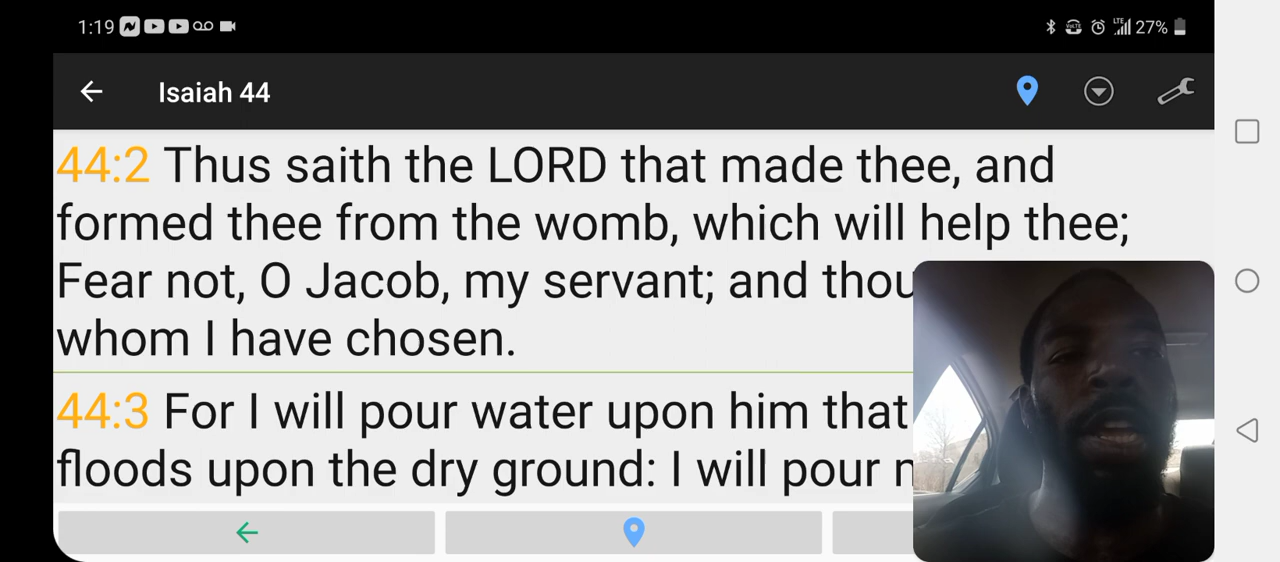 1:19 LTE 27%
Isaiah 44
44:2 Thus saith the LORD that made thee, and
formed thee from the womb, which will help thee;
Fear not, O Jacob, my servant; and thou
whom I have chosen.
44:3 For I will pour water upon him that
floods upon the dry ground: I will pour